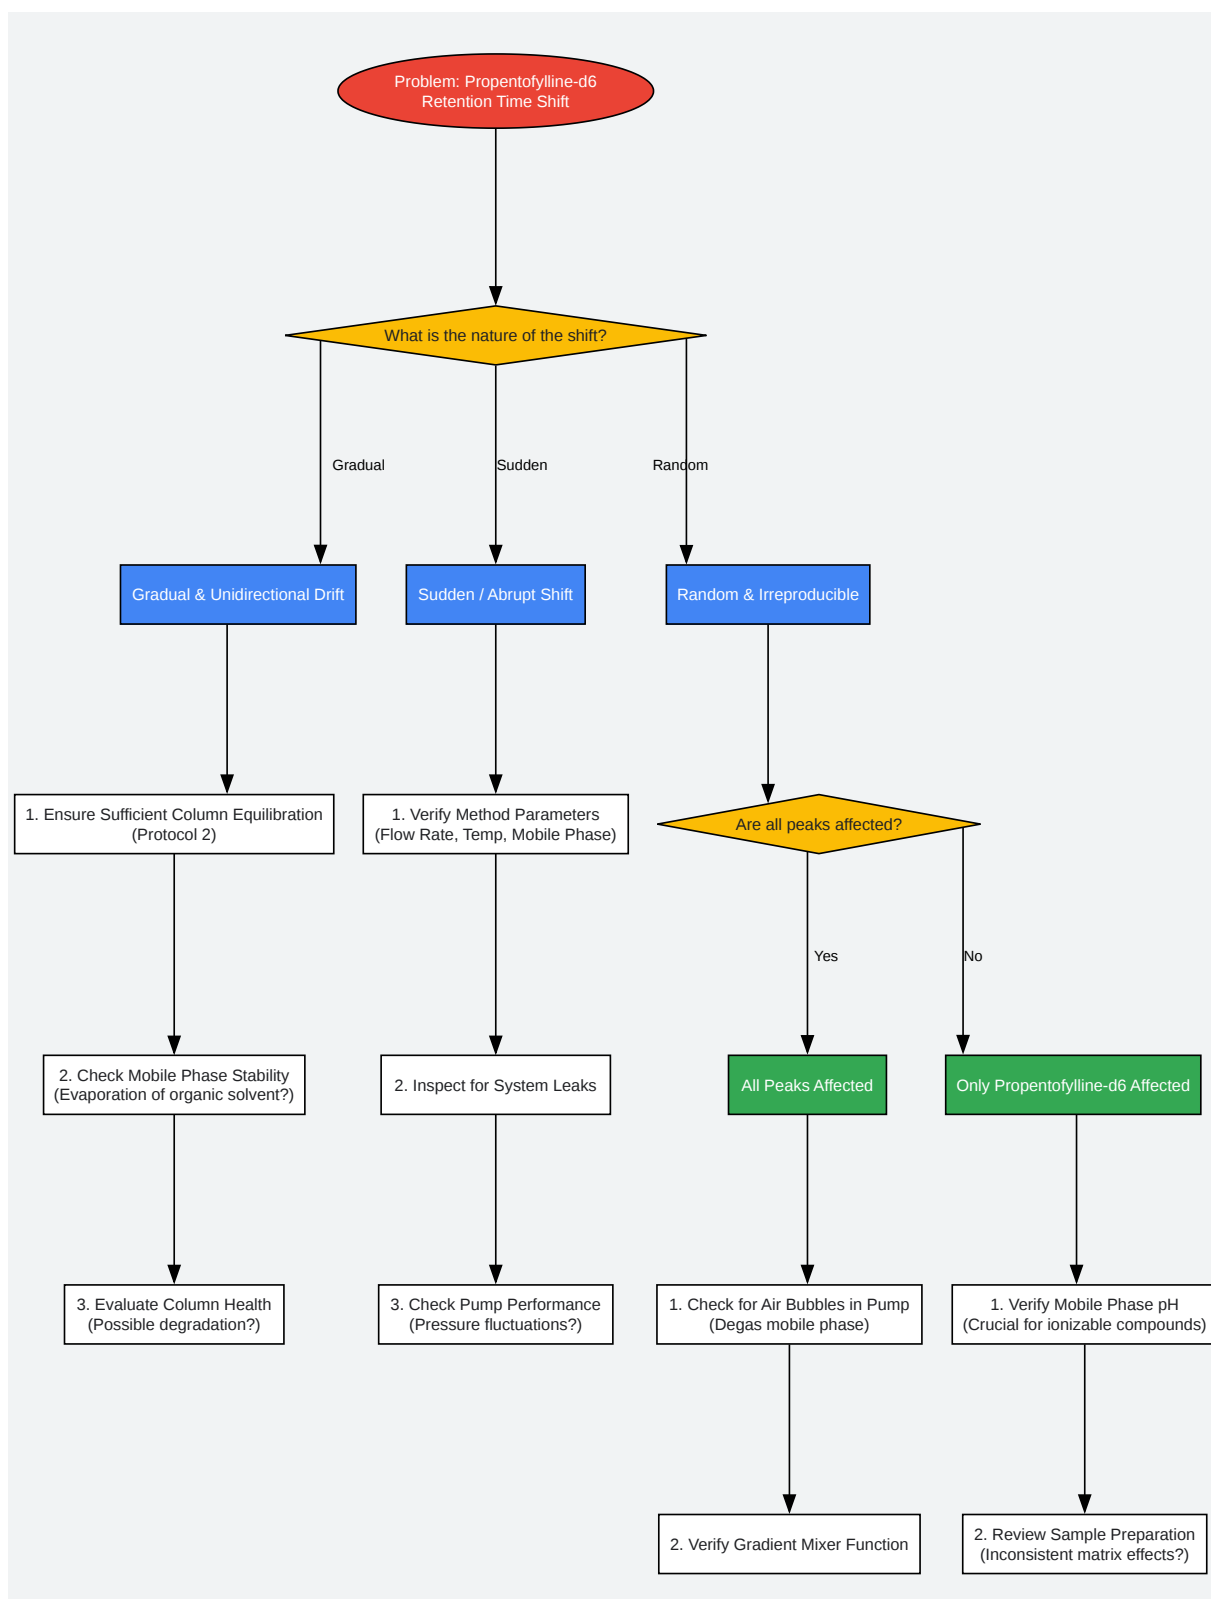 Problem: Propentofylline-d6
Retention Time Shift
What is the nature of the shift?
Gradual
Sudden
Random
Gradual & Unidirectional Drift
Sudden / Abrupt Shift
Random & Irreproducible
1. Ensure Sufficient Column Equilibration
(Protocol 2)
1. Verify Method Parameters
(Flow Rate, Temp, Mobile Phase)
Are all peaks affected?
Yes
No
2. Check Mobile Phase Stability
(Evaporation of organic solvent?)
2. Inspect for System Leaks
All Peaks Affected
Only Propentofylline-d6 Affected
3. Evaluate Column Health
(Possible degradation?)
3. Check Pump Performance
(Pressure fluctuations?)
1. Check for Air Bubbles in Pump
(Degas mobile phase)
1. Verify Mobile Phase pH
(Crucial for ionizable compounds)
2. Verify Gradient Mixer Function
2. Review Sample Preparation
(Inconsistent matrix effects?)